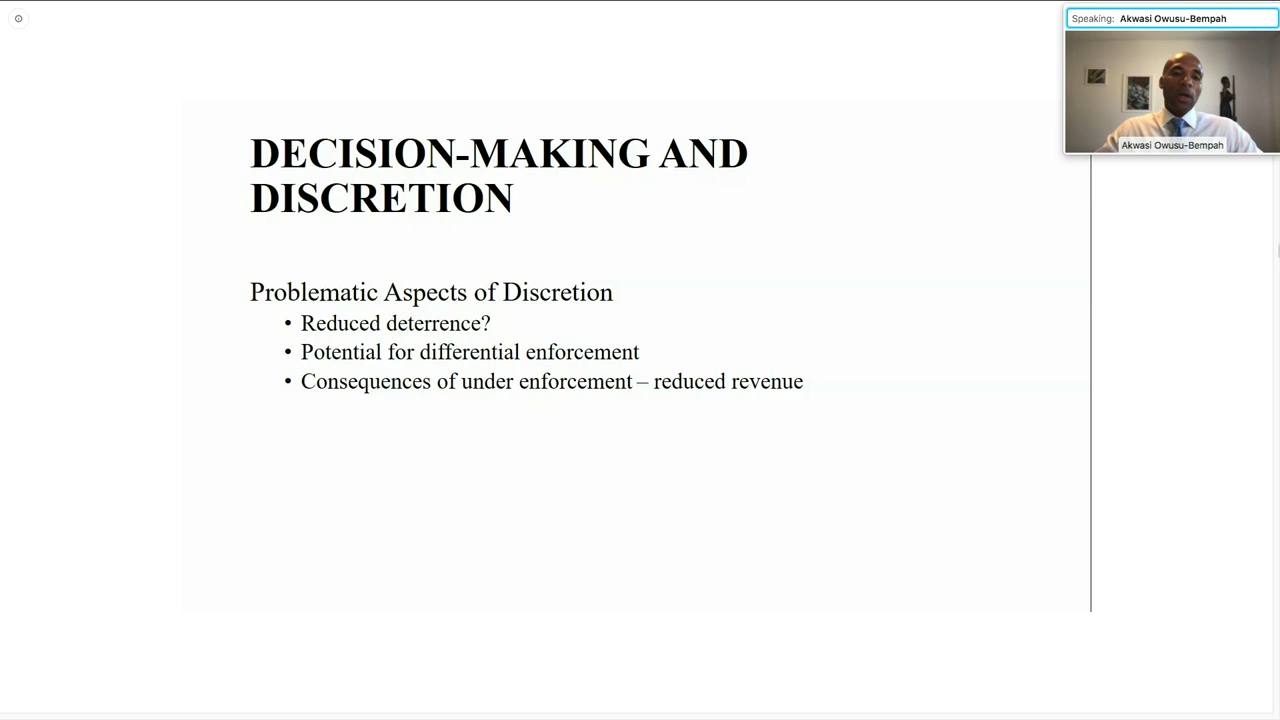 Speaking: Akwasi Owusu-Bempah
Akwasi Owusu-Bempah
DECISION-MAKING AND
DISCRETION
Problematic Aspects of Discretion
• Reduced deterrence?
• Potential for differential enforcement
• Consequences of under enforcement – reduced revenue